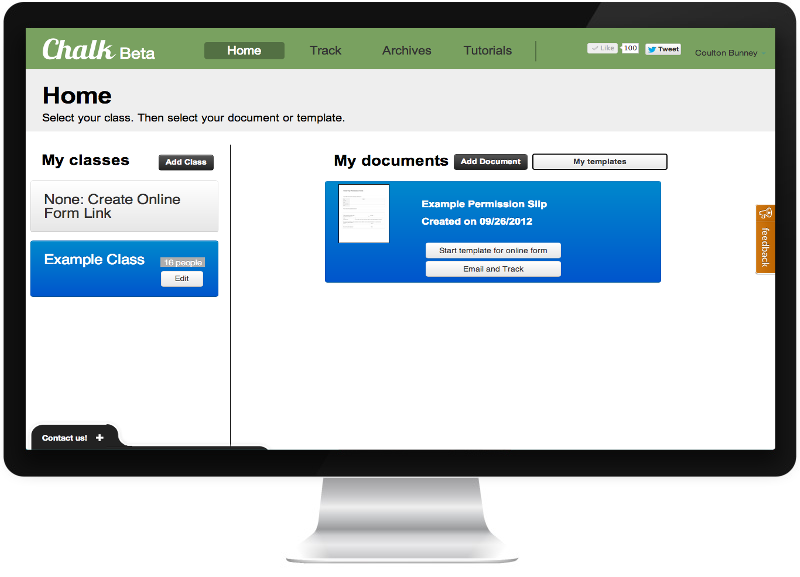 Chalk Beta
Home
Track
Archives
Tutorials
Like
100
Tweet
Coulton Bunney
Home
Select your class. Then select your document or template.
My classes
Add Class
None: Create Online
Form Link
Example Class
16 people
Edit
My documents
Add Document
My templates
Example Permission Slip
Created on 09/26/2012
Start template for online form
Email and Track
feedback
Contact us! +